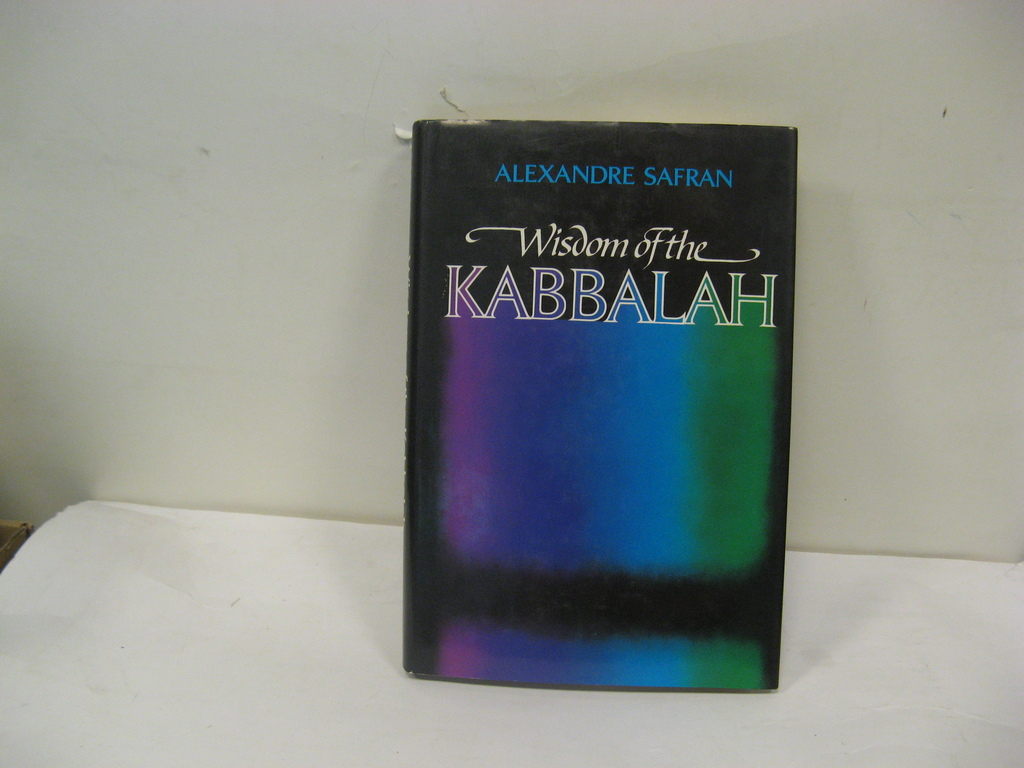 ALEXANDRE SAFRAN
Wisdom of the
KABBALAH